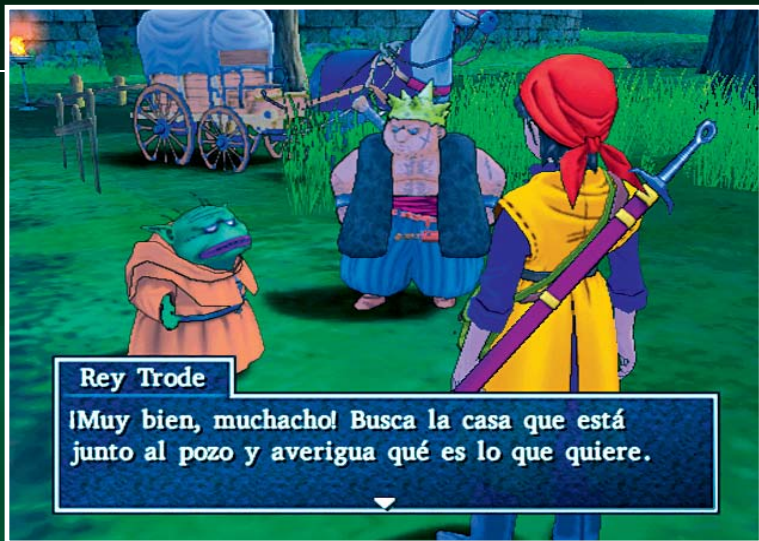 Rey Trode
¡Muy bien, muchacho! Busca la casa que está
junto al pozo y averigua qué es lo que quiere.